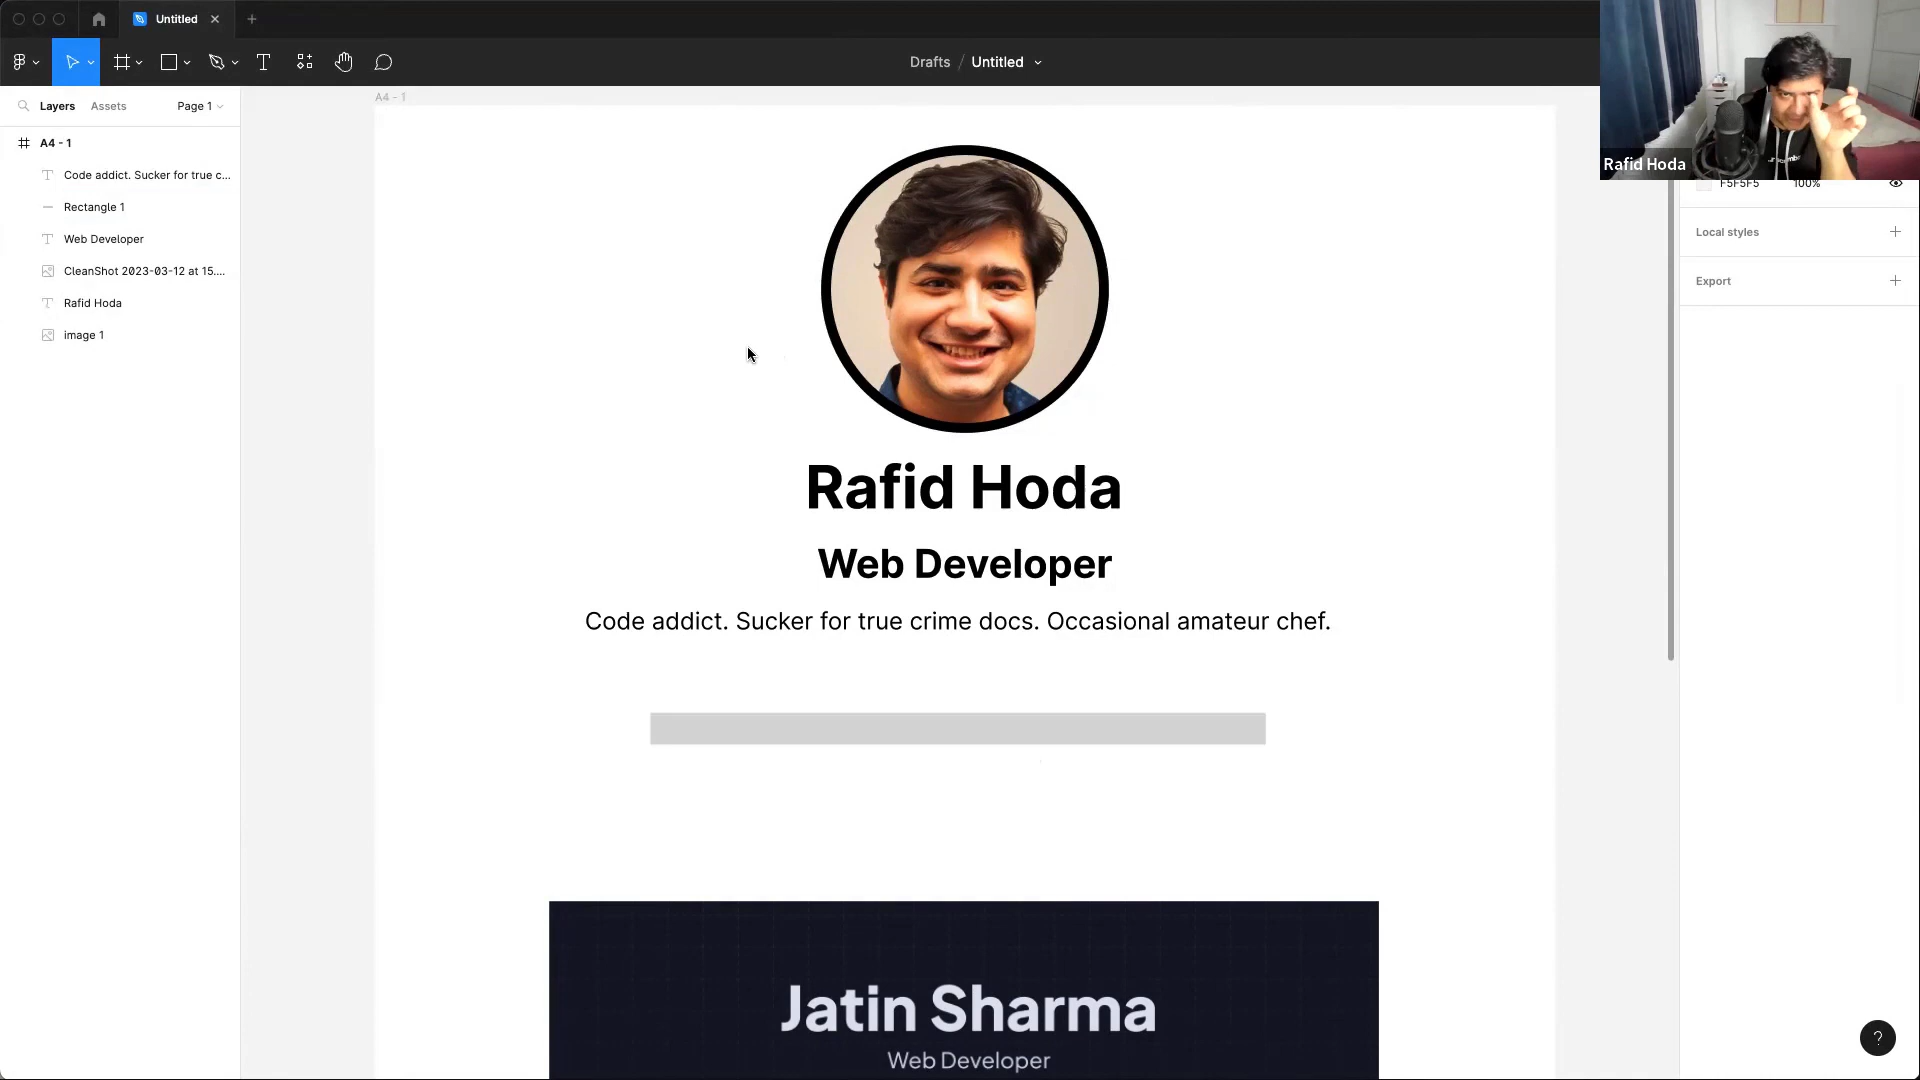 Untitled
Drafts / Untitled
Rafid Hoda
Layers
Assets
Page 1
A4 - 1
Code addict. Sucker for true c...
Rectangle 1
Web Developer
CleanShot 2023-03-12 at 15....
Rafid Hoda
image 1
A4 - 1
Rafid Hoda
Web Developer
Code addict. Sucker for true crime docs. Occasional amateur chef.
Jatin Sharma
Web Developer
F5F5F5 100%
Local styles
Export
?